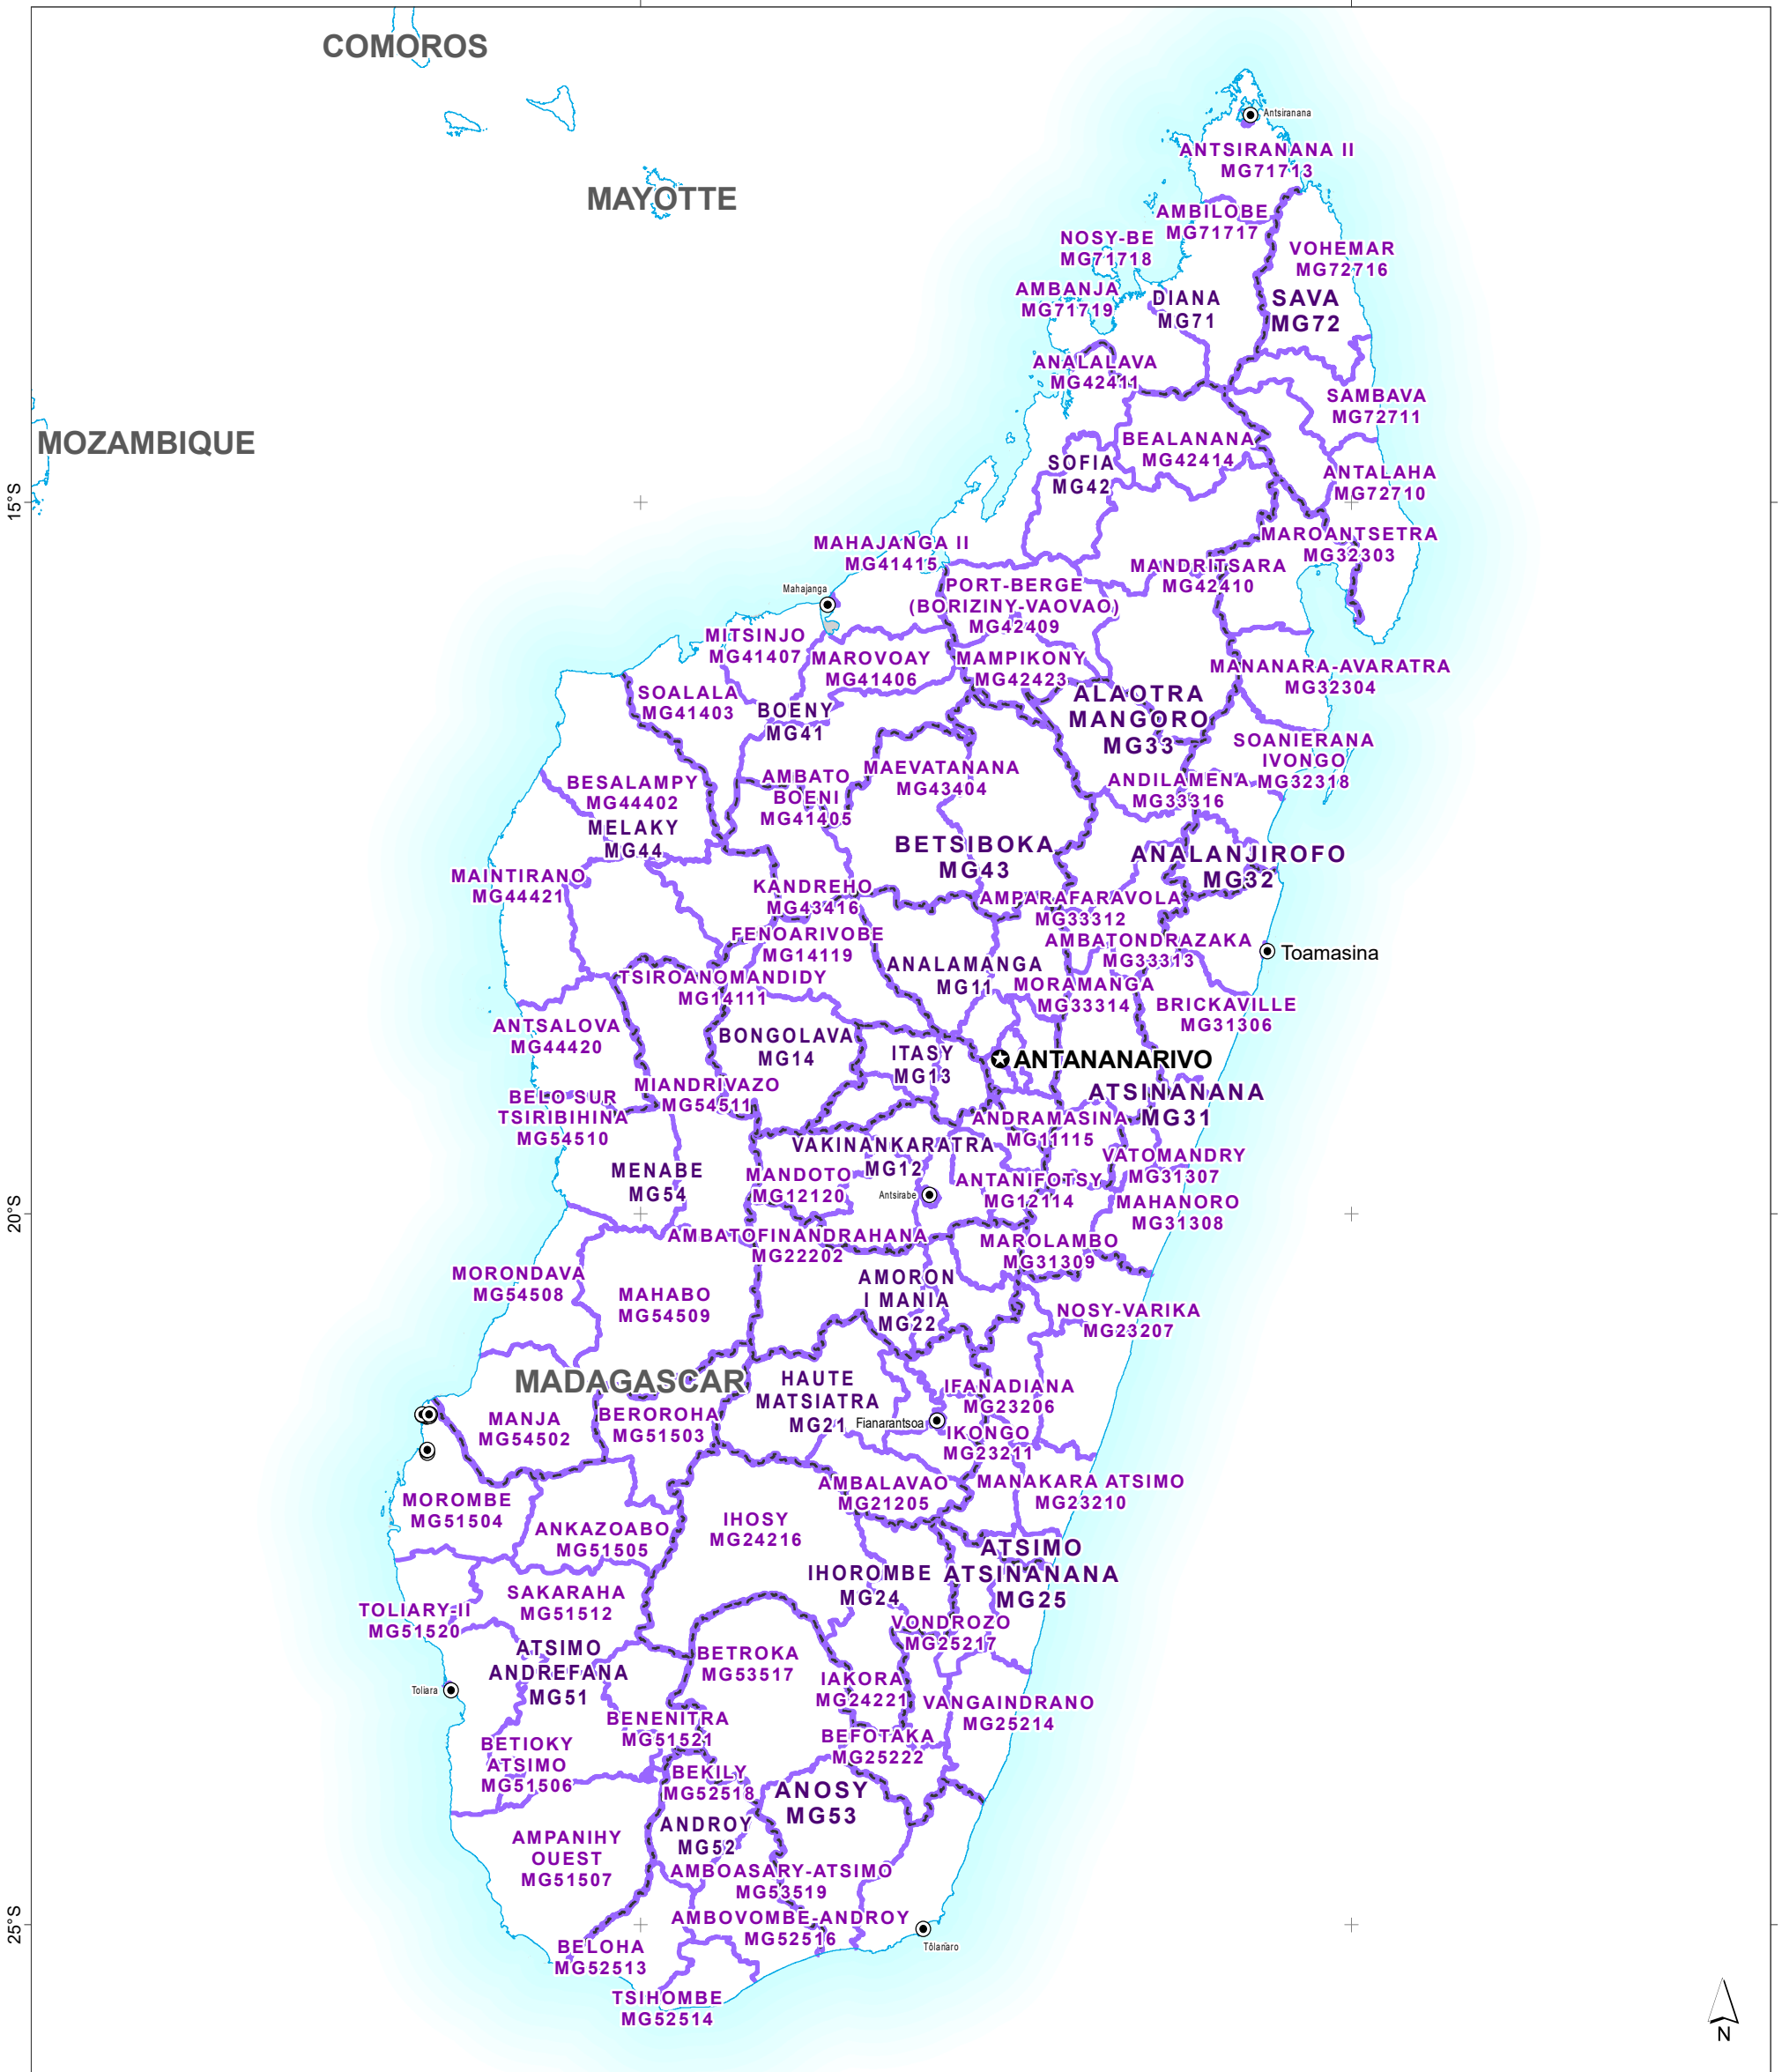 COMOROS
Antsiranana
ANTSIRANANA II
MG71713
MAYOTTE
AMBILOBE
MG71717
NOSY-BE
MG71718
VOHEMAR
MG72716
AMBANJA
MG71719
DIANA
MG71
SAVA
MG72
ANALALAVA
MG42411
SAMBAVA
MG72711
MOZAMBIQUE
BEALANANA
MG42414
SOFIA
MG42
ANTALAHA
MG72710
15°S
MAROANTSETRA
MG32303
MAHAJANGA II
MG41415
MANDRITSARA
MG42410
Mahajanga
PORT-BERGE
(BORIZINY-VAOVAO)
MG42409
MITSINJO
MG41407
MAROVOAY
MG41406
MAMPIKONY
MG42423
MANANARA-AVARATRA
MG32304
SOALALA
MG41403
BOENY
MG41
ALAOTRA
MANGORO
MG33
SOANIERANA
IVONGO
MG32318
BESALAMPY
MG44402
AMBATO
BOENI
MG41405
MAEVATANANA
MG43404
ANDILAMENA
MG33316
MELAKY
MG44
BETSIBOKA
MG43
ANALANJIROFO
MG32
MAINTIRANO
MG44421
KANDREHO
MG43416
AMPARAFARAVOLA
MG33312
FENOARIVOBE
MG14119
AMBATONDRAZAKA
MG33313
Toamasina
TSIROANOMANDIDY
MG14111
ANALAMANGA
MG11
MORAMANGA
MG33314
BRICKAVILLE
MG31306
ANTSALOVA
MG44420
BONGOLAVA
MG14
ITASY
MG13
ANTANANARIVO
MIANDRIVAZO
MG54511
ATSINANANA
MG31
BELO SUR
TSIRIBIHINA
MG54510
ANDRAMASINA
MG11115
VAKINANKARATRA
MG12
VATOMANDRY
MG31307
MENABE
MG54
MANDOTO
MG12120
Antsirabe
ANTANIFOTSY
MG12114
MAHANORO
MG31308
20°S
AMBATOFINANDRAHANA
MG22202
MAROLAMBO
MG31309
MORONDAVA
MG54508
MAHABO
MG54509
AMORON
I MANIA
MG22
NOSY-VARIKA
MG23207
MADAGASCAR
HAUTE
MATSIATRA
MG21
IFANADIANA
MG23206
MANJA
MG54502
BEROROHA
MG51503
Fianarantsoa
IKONGO
MG23211
MOROMBE
MG51504
AMBALAVAO
MG21205
MANAKARA ATSIMO
MG23210
ANKAZOABO
MG51505
IHOSY
MG24216
ATSIMO
ATSINANANA
MG25
SAKARAHA
MG51512
IHOROMBE
MG24
TOLIARY-II
MG51520
VONDROZO
MG25217
ATSIMO
ANDREFANA
MG51
BETROKA
MG53517
IAKORA
MG24221
Toliara
VANGAINDRANO
MG25214
BENENITRA
MG51521
BEFOTAKA
MG25222
BETIOKY
ATSIMO
MG51506
BEKILY
MG52518
ANOSY
MG53
ANDROY
MG52
AMPANIHY
OUEST
MG51507
AMBOASARY-ATSIMO
MG53519
25°S
AMBOVOMBE-ANDROY
MG52516
Tôlanaro
BELOHA
MG52513
TSIHOMBE
MG52514
N